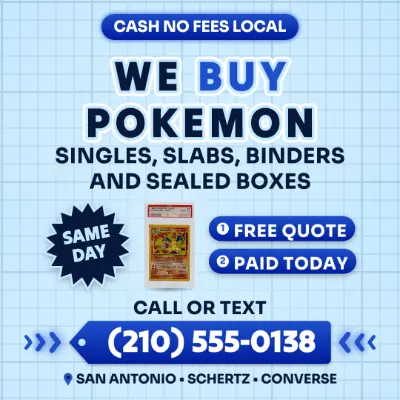 CASH NO FEES LOCAL
WE BUY
POKEMON
SINGLES, SLABS, BINDERS
AND SEALED BOXES
SAME
DAY
1 FREE QUOTE
2 PAID TODAY
CALL OR TEXT
(210) 555-0138
SAN ANTONIO ▪ SCHERTZ ▪ CONVERSE